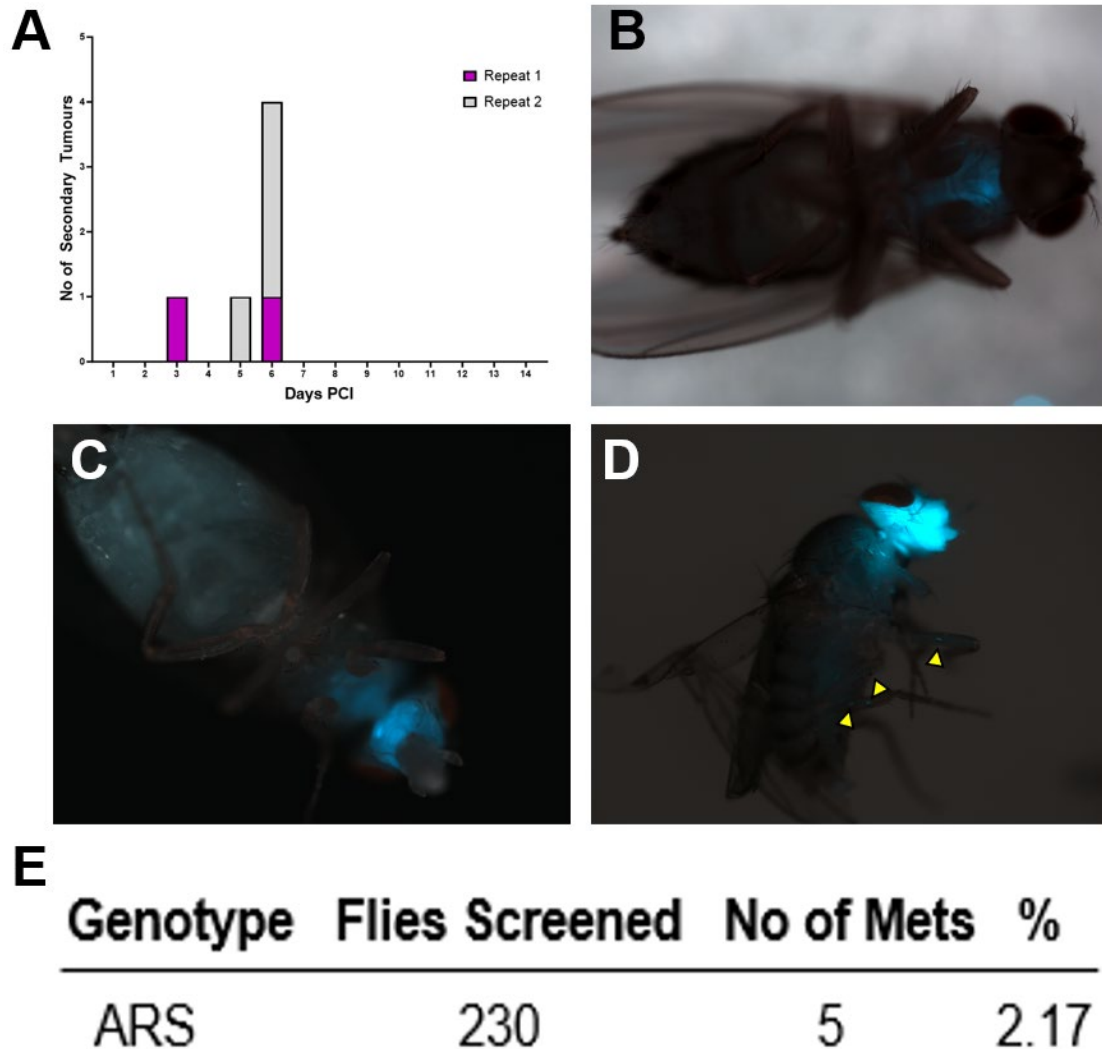 A
B
No of Secondary Tumours
5
4
3
2
1
0
Repeat 1
Repeat 2
1 2 3 4 5 6 7 8 9 10 11 12 13 14
Days PCI
C
D
E
Genotype Flies Screened No of Mets %
ARS 230 5 2.17